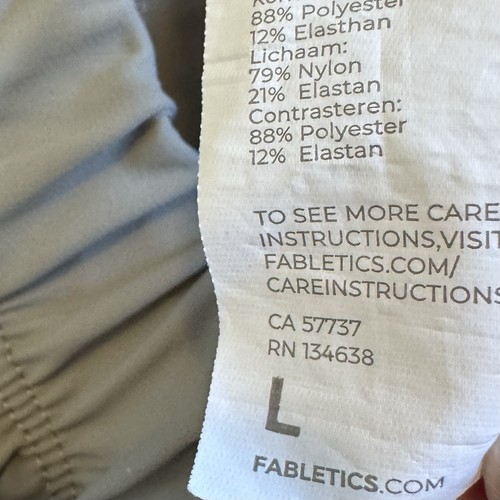 88% Polyester
12% Elasthan
Lichaam:
79% Nylon
21% Elastan
Contrasteren:
88% Polyester
12% Elastan
TO SEE MORE CARE
INSTRUCTIONS,VISIT
FABLETICS.COM/
CAREINSTRUCTIONS
CA 57737
RN 134638
L
FABLETICS.COM